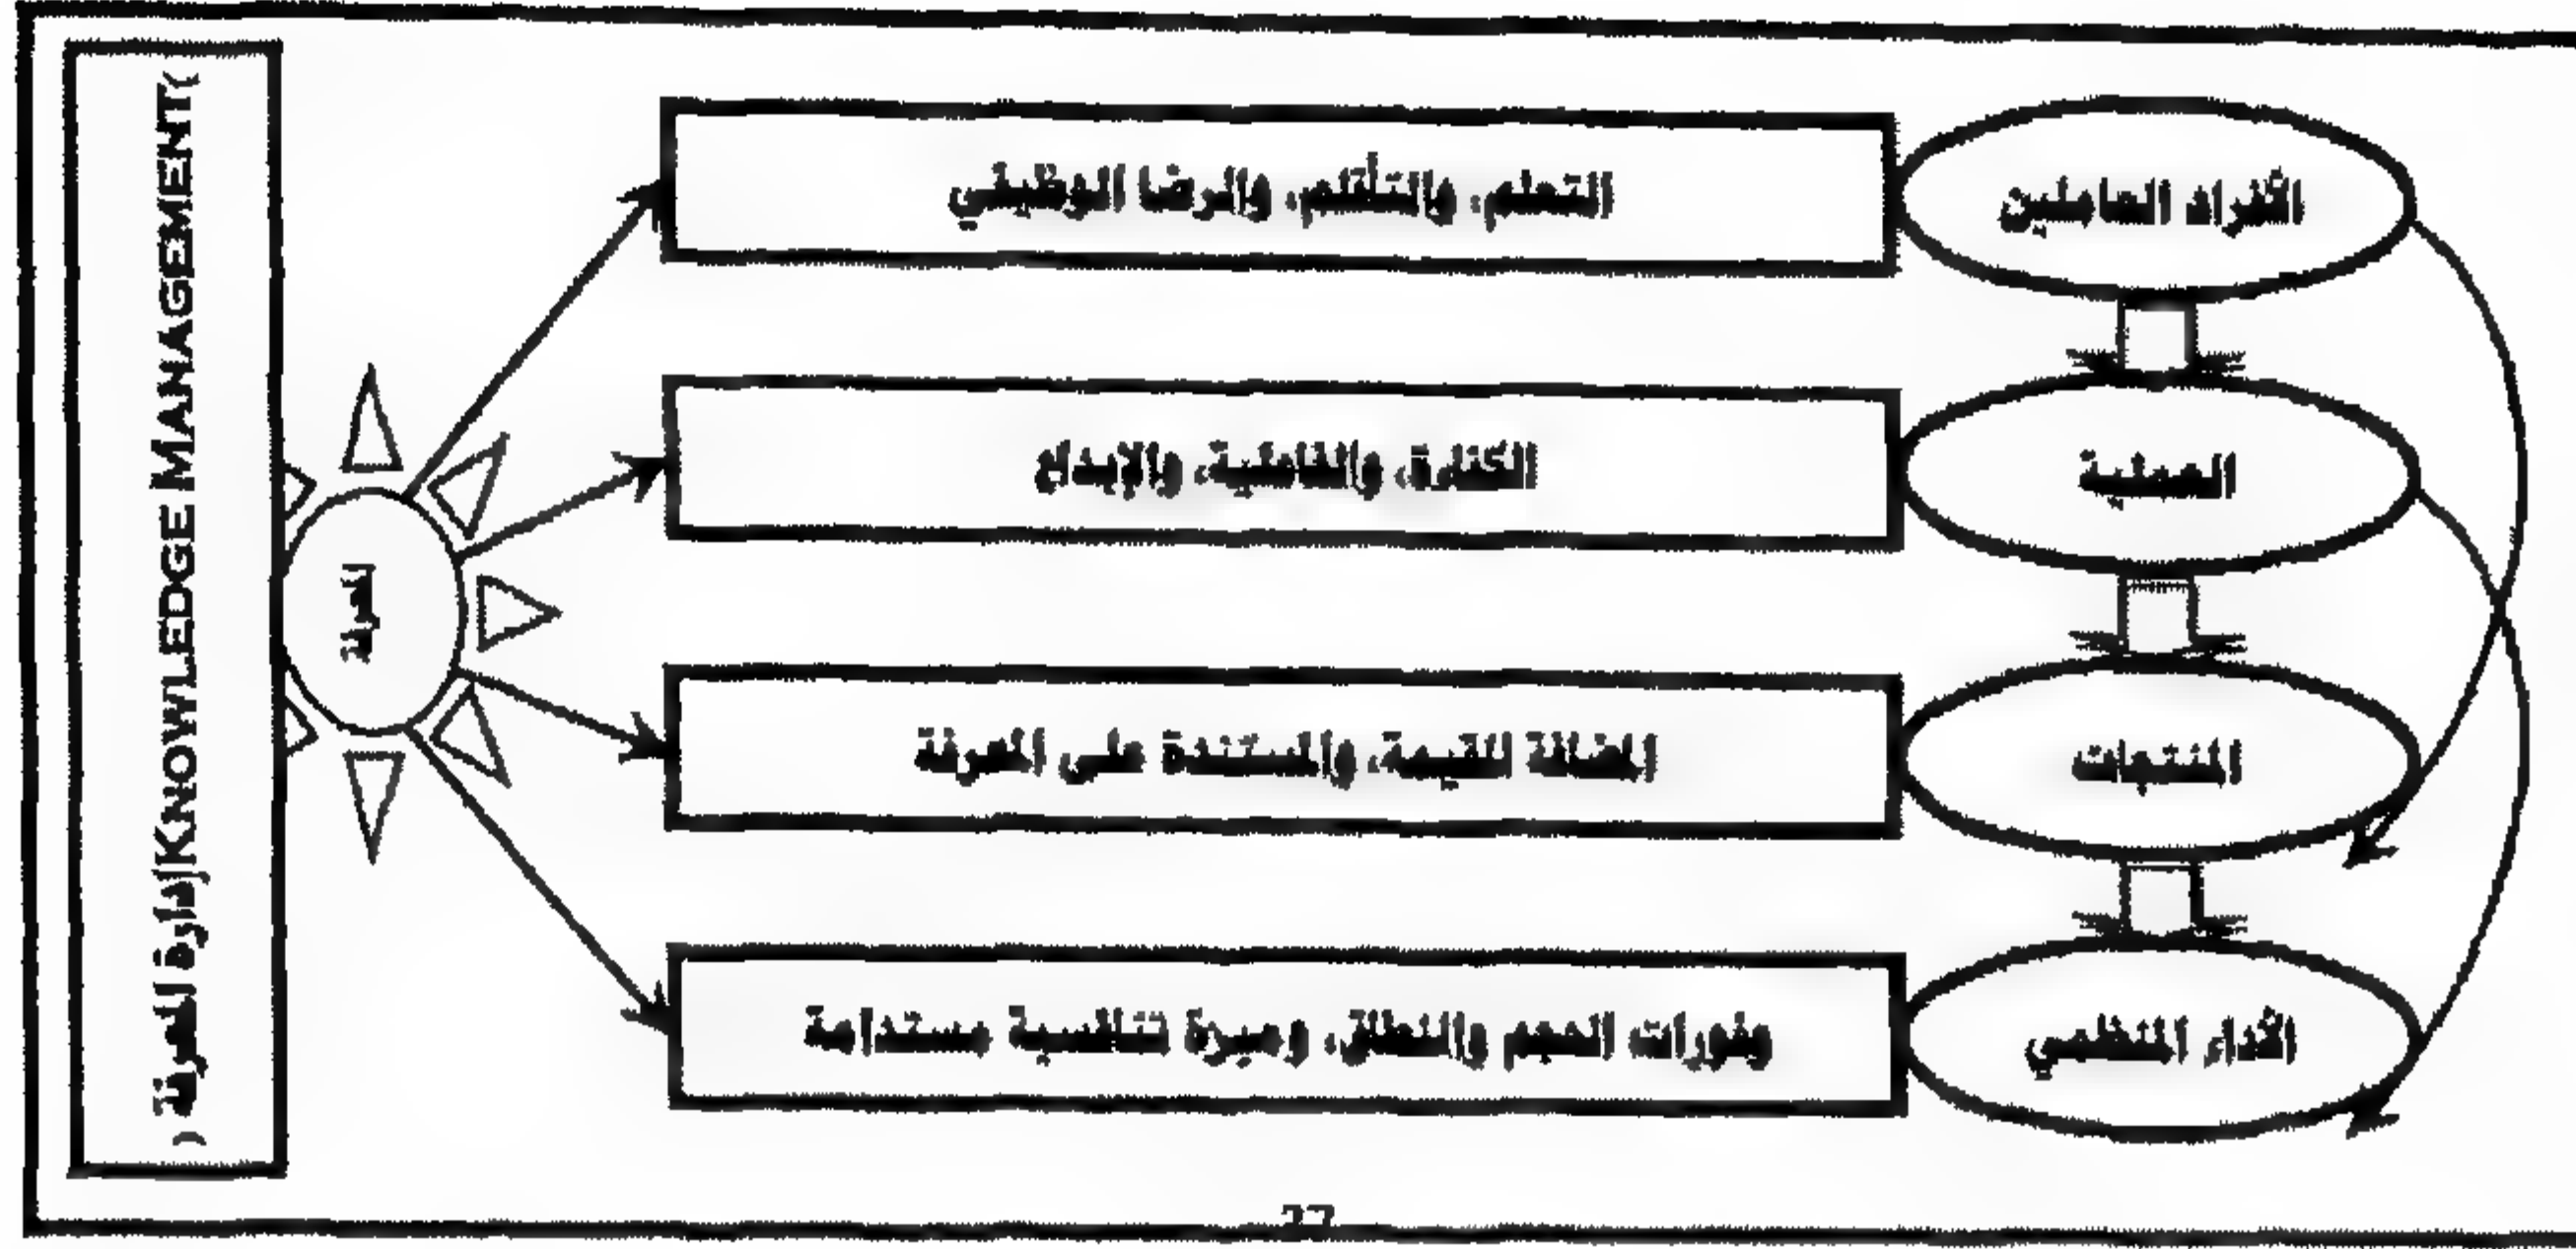 إدارة المعرفة (KNOWLEDGE MANAGEMENT)
المعرفة
التعلم، والتأقلم، والرضا الوظيفي
الأفراد العاملين
الكفاءة، والفاعلية، والإبداع
العملية
المضافة للقيمة، والمستندة على المعرفة
المنتجات
وفورات الحجم والنطاق، وميزة تنافسية مستدامة
الأداء المنظمي
27